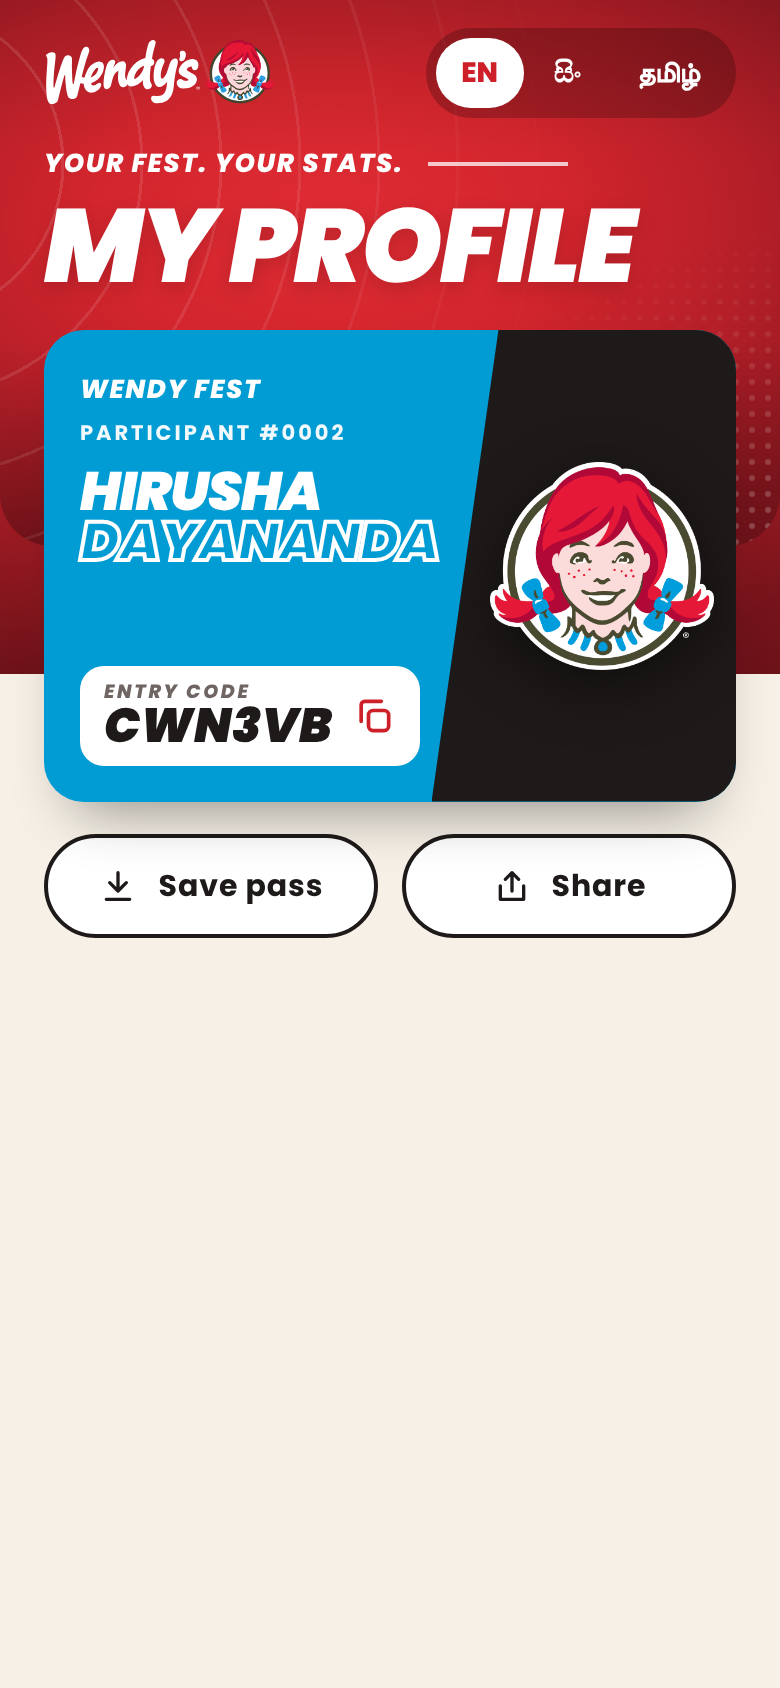 Wendy's
EN සිං தமிழ்
YOUR FEST. YOUR STATS.
MY PROFILE
WENDY FEST
PARTICIPANT #0002
HIRUSHA
DAYANANDA
ENTRY CODE
CWN3VB
Save pass
Share